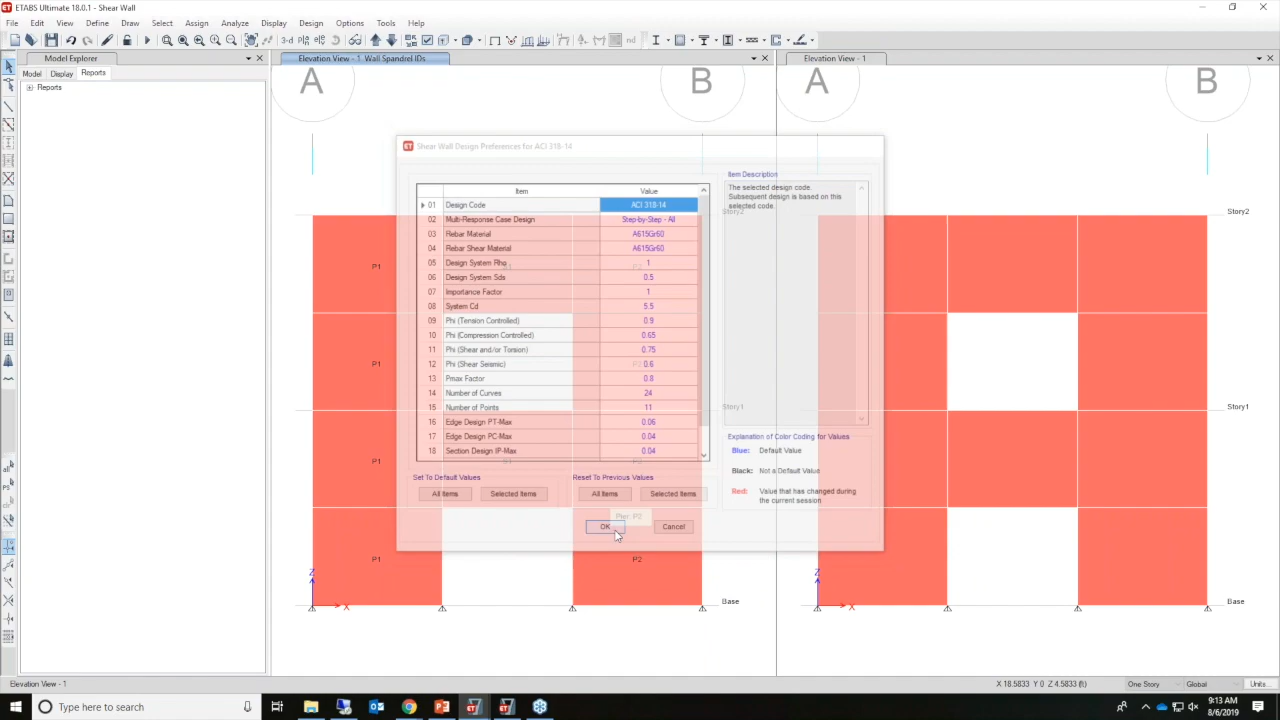 ETABS Ultimate 18.0.1 - Shear Wall
File Edit View Define Draw Select Assign Analyze Display Design Options Tools Help
3-d nd
Model Explorer
Model Display Reports
Reports
Elevation View - 1 Wall Spandrel IDs
Elevation View - 1
A B A B
Shear Wall Design Preferences for ACI 318-14
Item Value
01 Design Code ACI 318-14
02 Multi-Response Case Design Step-by-Step - All
03 Rebar Material A615Gr60
04 Rebar Shear Material A615Gr60
05 Design System Rho 1
06 Design System Sds 0.5
07 Importance Factor 1
08 System Cd 5.5
09 Phi (Tension Controlled) 0.9
10 Phi (Compression Controlled) 0.65
11 Phi (Shear and/or Torsion) 0.75
12 Phi (Shear Seismic) 0.6
13 Pmax Factor 0.8
14 Number of Curves 24
15 Number of Points 11
16 Edge Design PT-Max 0.06
17 Edge Design PC-Max 0.04
18 Section Design IP-Max 0.04
Item Description
The selected design code.
Subsequent design is based on this
selected code.
Explanation of Color Coding for Values
Blue: Default Value
Black: Not a Default Value
Red: Value that has changed during
the current session
Set To Default Values
All Items Selected Items
Reset To Previous Values
All Items Selected Items
OK Cancel
Pier: P2
P1 S1 P2
P1 P2
P1 S1 P2
P1 P2
Story2
Story1
Base
Story2
Story1
Base
Z
X
Z
X
Elevation View - 1
X 18.5833 Y 0 Z 4.5833 (ft)
One Story Global Units...
Type here to search
9:13 AM
8/6/2019